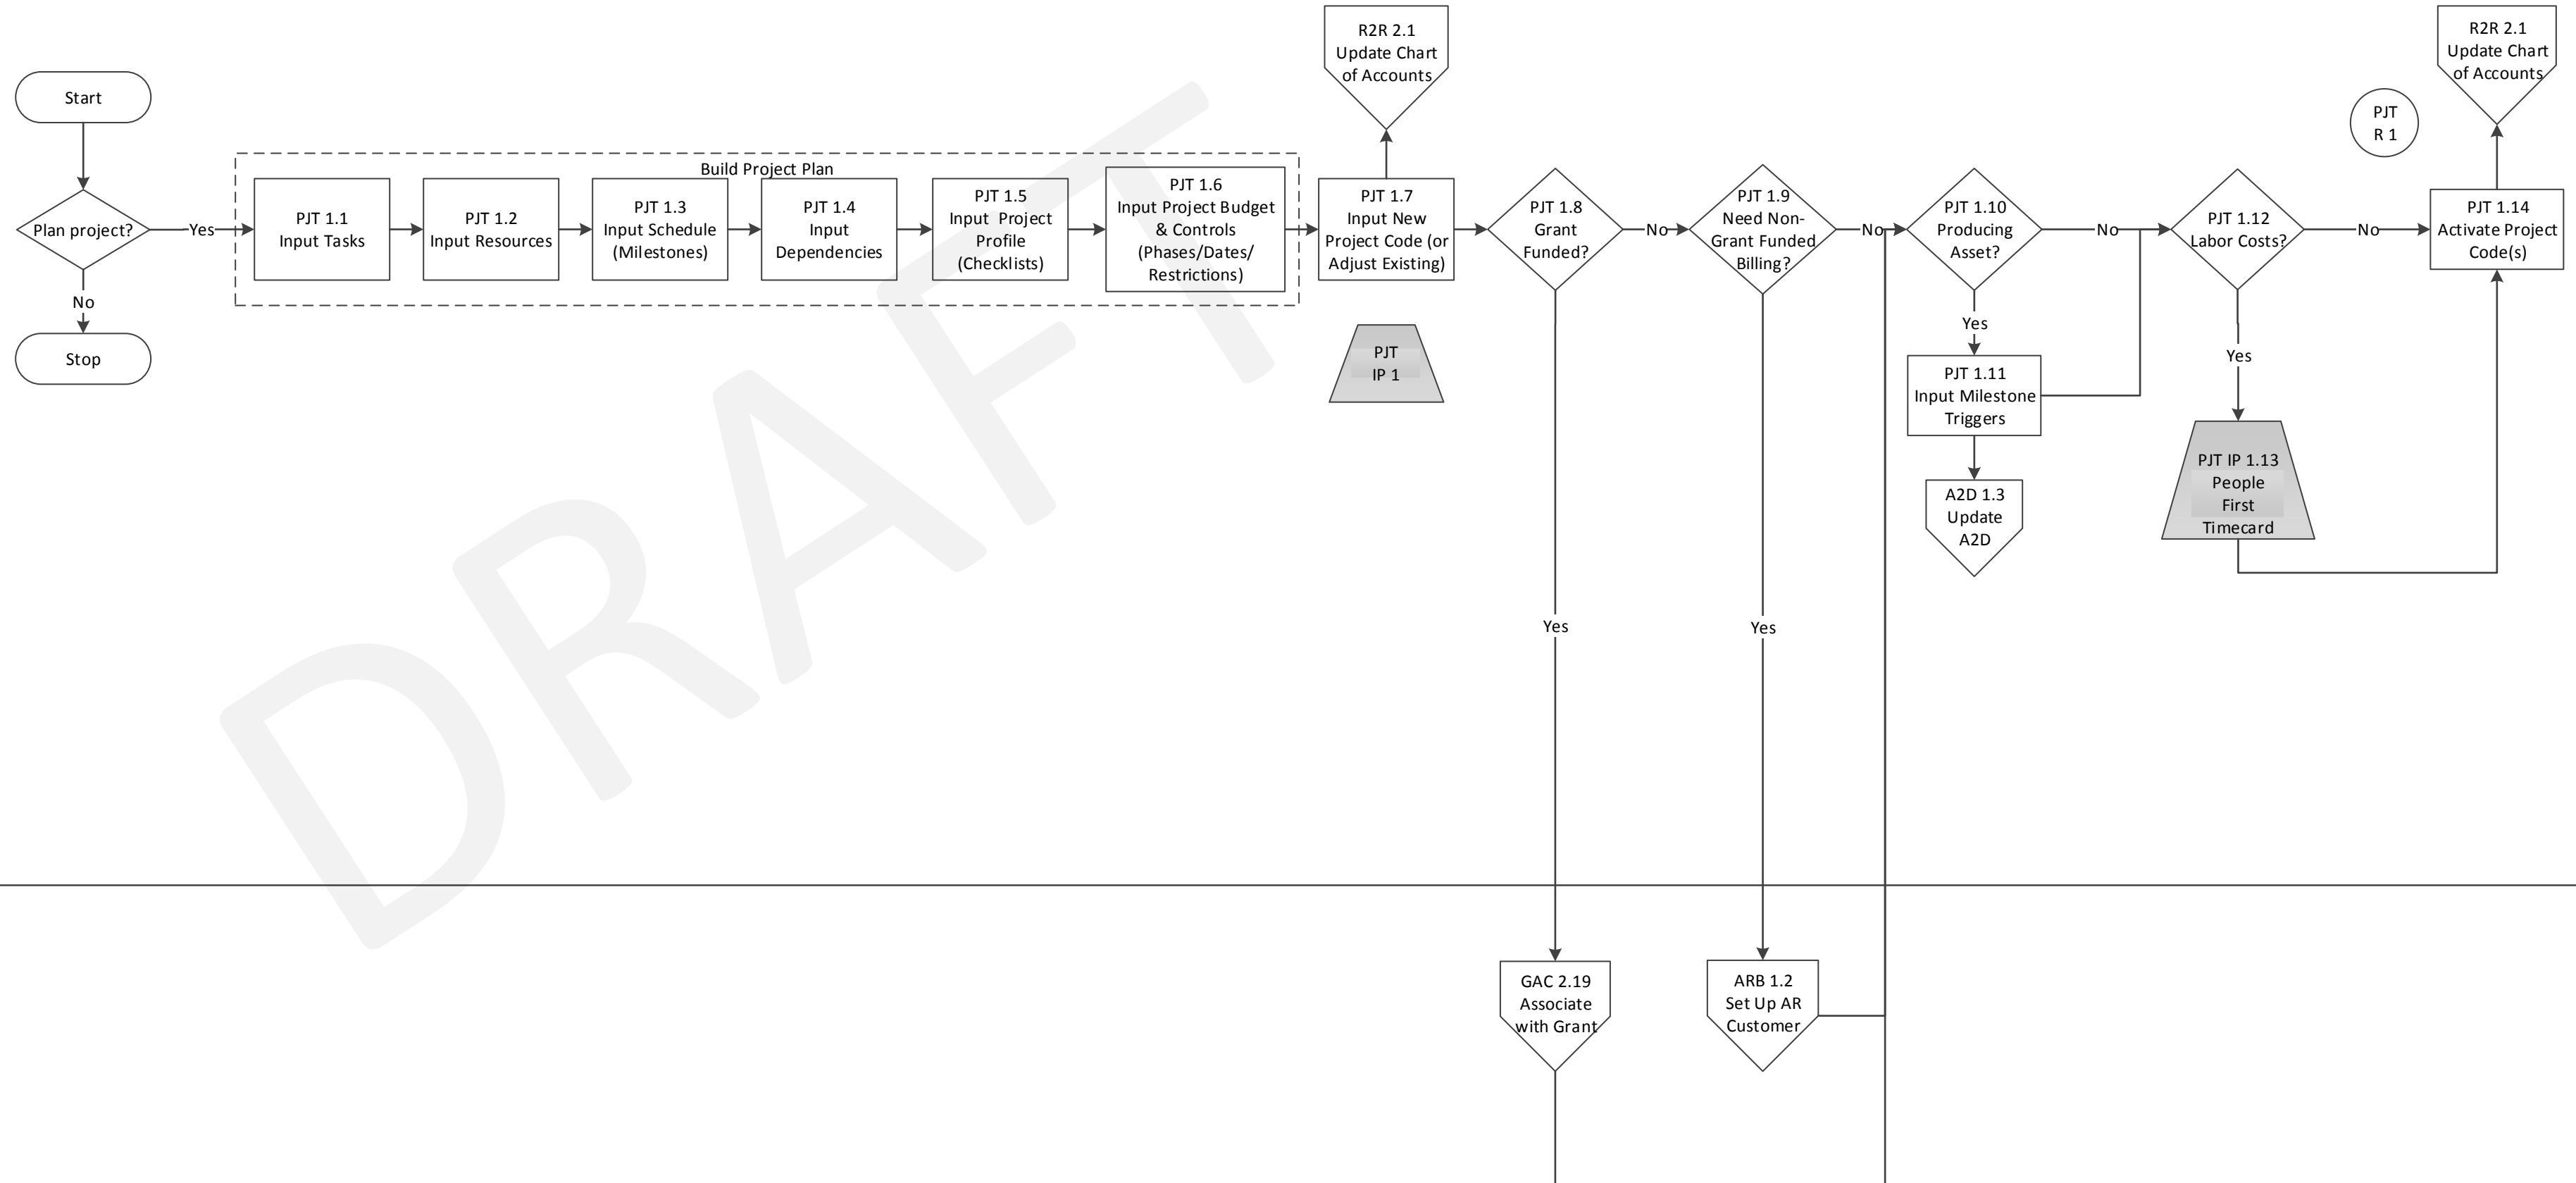 Start
Plan project?
Yes
No
Stop
Build Project Plan
PJT 1.1
Input Tasks
PJT 1.2
Input Resources
PJT 1.3
Input Schedule
(Milestones)
PJT 1.4
Input
Dependencies
PJT 1.5
Input Project
Profile
(Checklists)
PJT 1.6
Input Project Budget
& Controls
(Phases/Dates/
Restrictions)
R2R 2.1
Update Chart
of Accounts
PJT 1.7
Input New
Project Code (or
Adjust Existing)
PJT
IP 1
PJT 1.8
Grant
Funded?
No
Yes
GAC 2.19
Associate
with Grant
PJT 1.9
Need Non-
Grant Funded
Billing?
No
Yes
ARB 1.2
Set Up AR
Customer
PJT 1.10
Producing
Asset?
No
Yes
PJT 1.11
Input Milestone
Triggers
A2D 1.3
Update
A2D
PJT 1.12
Labor Costs?
No
Yes
PJT IP 1.13
People
First
Timecard
PJT
R 1
R2R 2.1
Update Chart
of Accounts
PJT 1.14
Activate Project
Code(s)
DRAFT